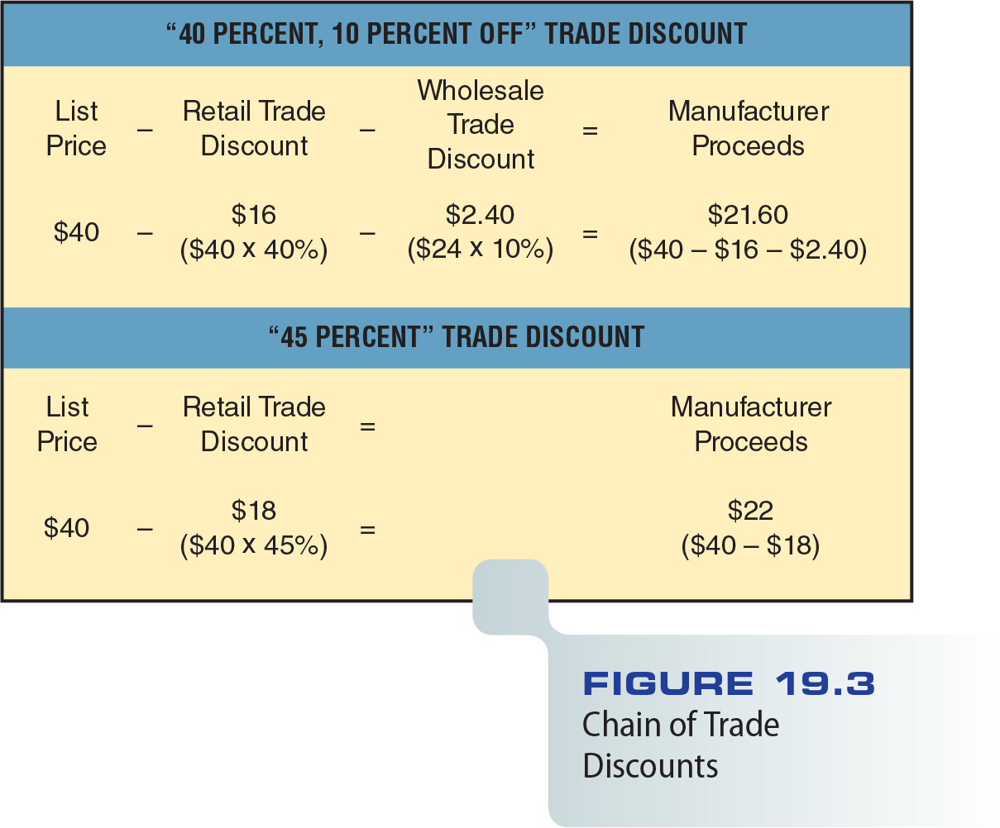 “40 PERCENT, 10 PERCENT OFF” TRADE DISCOUNT
List Price – Retail Trade Discount – Wholesale Trade Discount = Manufacturer Proceeds
$40 – $16 ($40 x 40%) – $2.40 ($24 x 10%) = $21.60 ($40 – $16 – $2.40)
“45 PERCENT” TRADE DISCOUNT
List Price – Retail Trade Discount = Manufacturer Proceeds
$40 – $18 ($40 x 45%) = $22 ($40 – $18)
FIGURE 19.3
Chain of Trade
Discounts